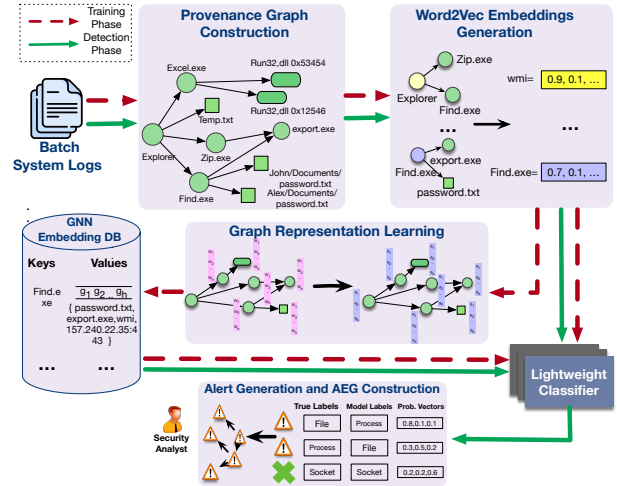 Training
Phase
Detection
Phase
Batch
System Logs
Provenance Graph
Construction
Excel.exe
Run32,dll 0x53454
Run32,dll 0x12546
Temp.txt
export.exe
Explorer
Zip.exe
Find.exe
John/Documents/
password.txt
Alex/Documents/
password.txt
Word2Vec Embeddings
Generation
Zip.exe
Explorer
Find.exe
wmi=
0.9, 0.1, ...
...
...
export.exe
Find.exe
password.txt
Find.exe=
0.7, 0.1, ...
GNN
Embedding DB
Keys
Values
Find.e
xe
g1 g2 .. gh
{ password.txt,
export.exe,wmi,
157.240.22.35:4
43 }
...
...
Graph Representation Learning
Lightweight
Classifier
Alert Generation and AEG Construction
Security
Analyst
True Labels
Model Labels
Prob. Vectors
File
Process
0.8,0.1,0.1
Process
File
0.3,0.5,0.2
Socket
Socket
0.2,0.2,0.6